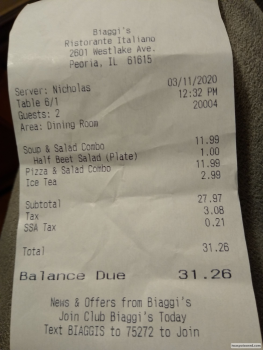 Biaggi's
Ristorante Italiano
2601 Westlake Ave.
Peoria, IL 61615
Server: Nicholas 03/11/2020
Table 6/1 12:32 PM
Guests: 2 20004
Area: Dining Room
Soup & Salad Combo 11.99
Half Beet Salad (Plate) 1.00
Pizza & Salad Combo 11.99
Ice Tea 2.99
Subtotal 27.97
Tax 3.08
SSA Tax 0.21
Total 31.26
Balance Due 31.26
News & Offers from Biaggi's
Join Club Biaggi's Today
Text BIAGGIS to 75272 to Join